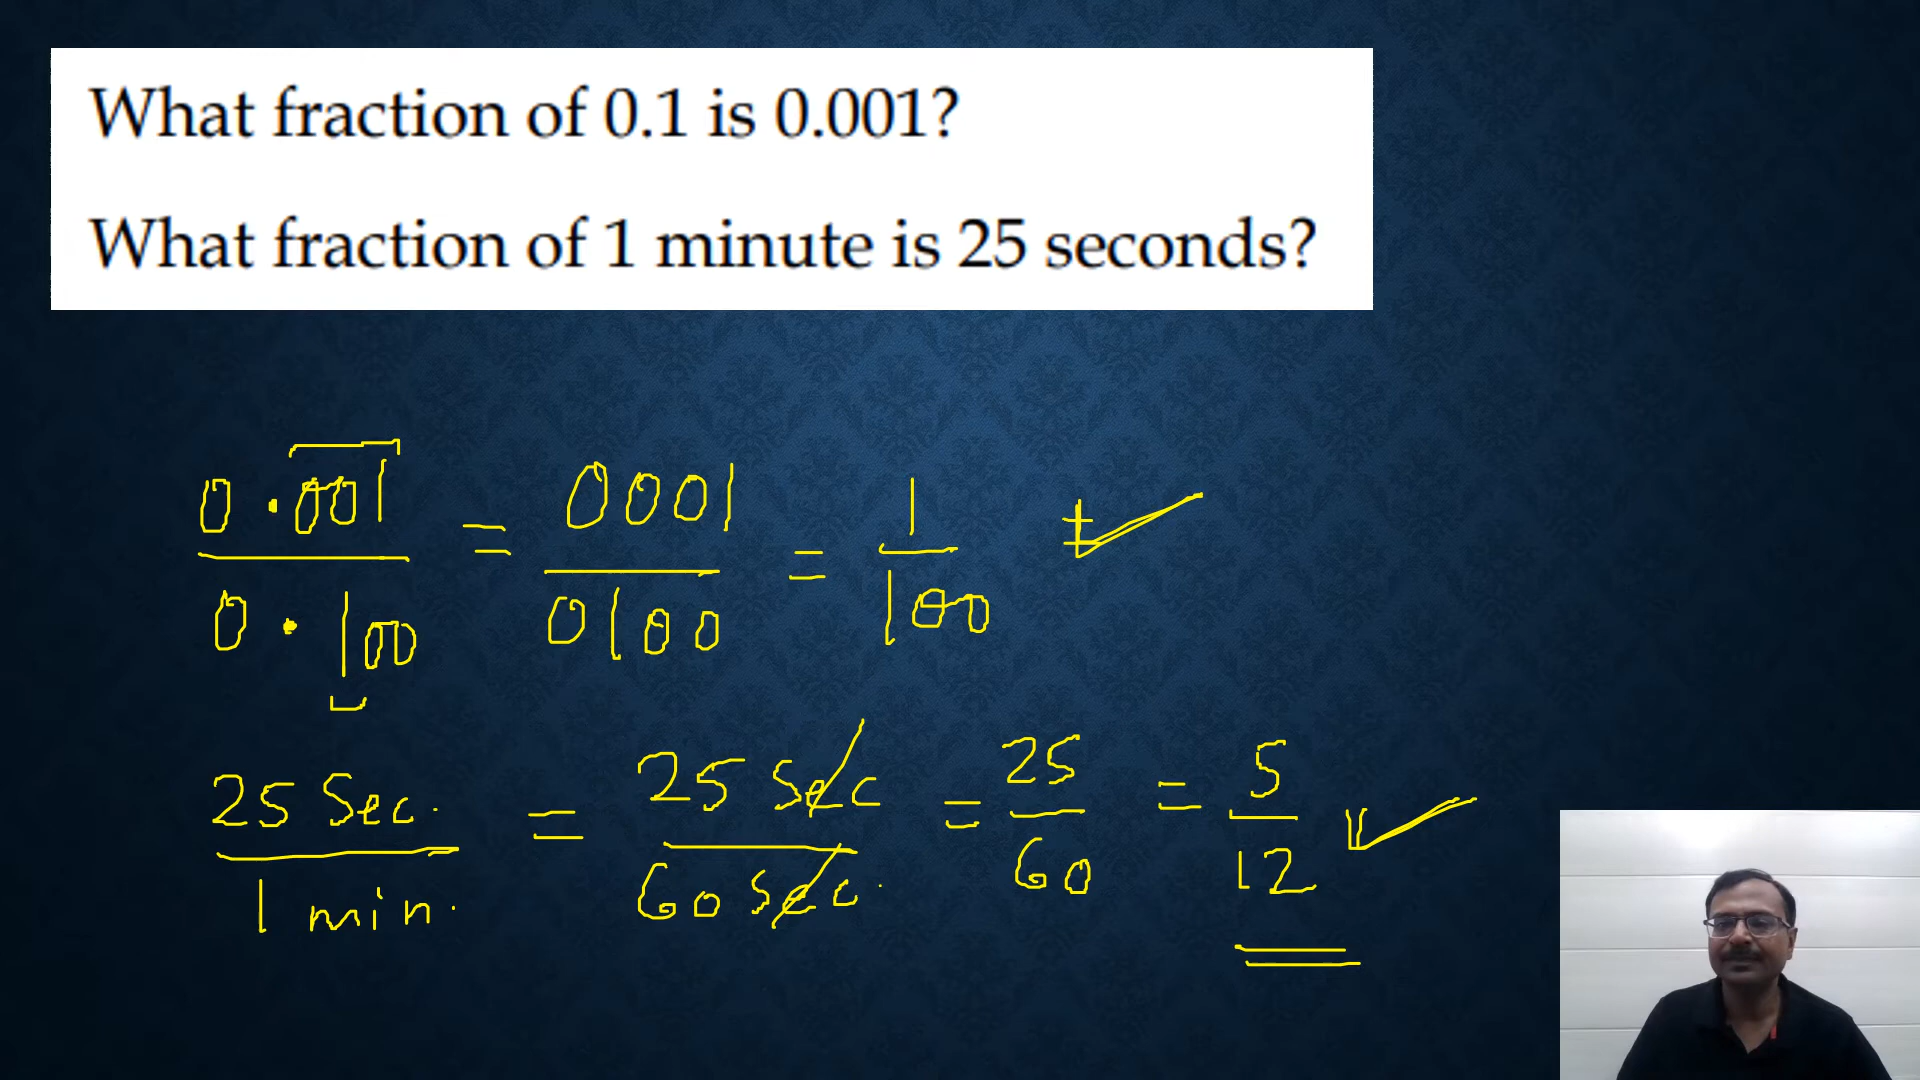 What fraction of 0.1 is 0.001?
What fraction of 1 minute is 25 seconds?
0.001/0.100 = 0001/0100 = 1/100
25 Sec./1 min. = 25 Sec/60 sec. = 25/60 = 5/12